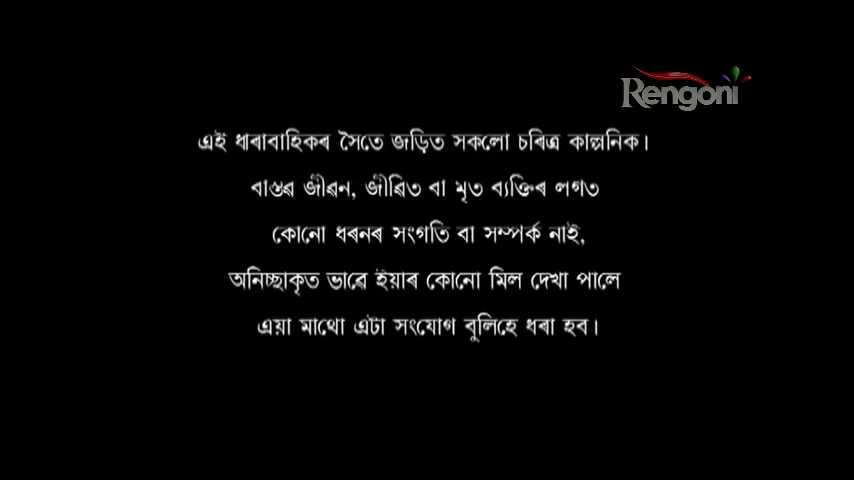 Rengoni
এই ধাৰাবাহিকৰ সৈতে জড়িত সকলো চৰিত্ৰ কাল্পনিক।
বাস্তৱ জীৱন, জীৱিত বা মৃত ব্যক্তিৰ লগত
কোনো ধৰনৰ সংগতি বা সম্পৰ্ক নাই,
অনিচ্ছাকৃত ভাৱে ইয়াৰ কোনো মিল দেখা পালে
এয়া মাথো এটা সংযোগ বুলিহে ধৰা হব।